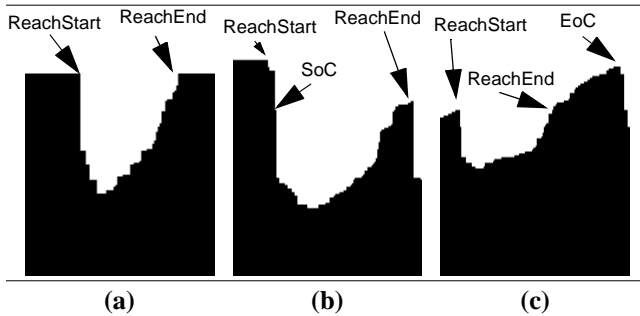 ReachStart
ReachEnd
ReachStart
SoC
ReachEnd
ReachStart
ReachEnd
EoC
(a)
(b)
(c)